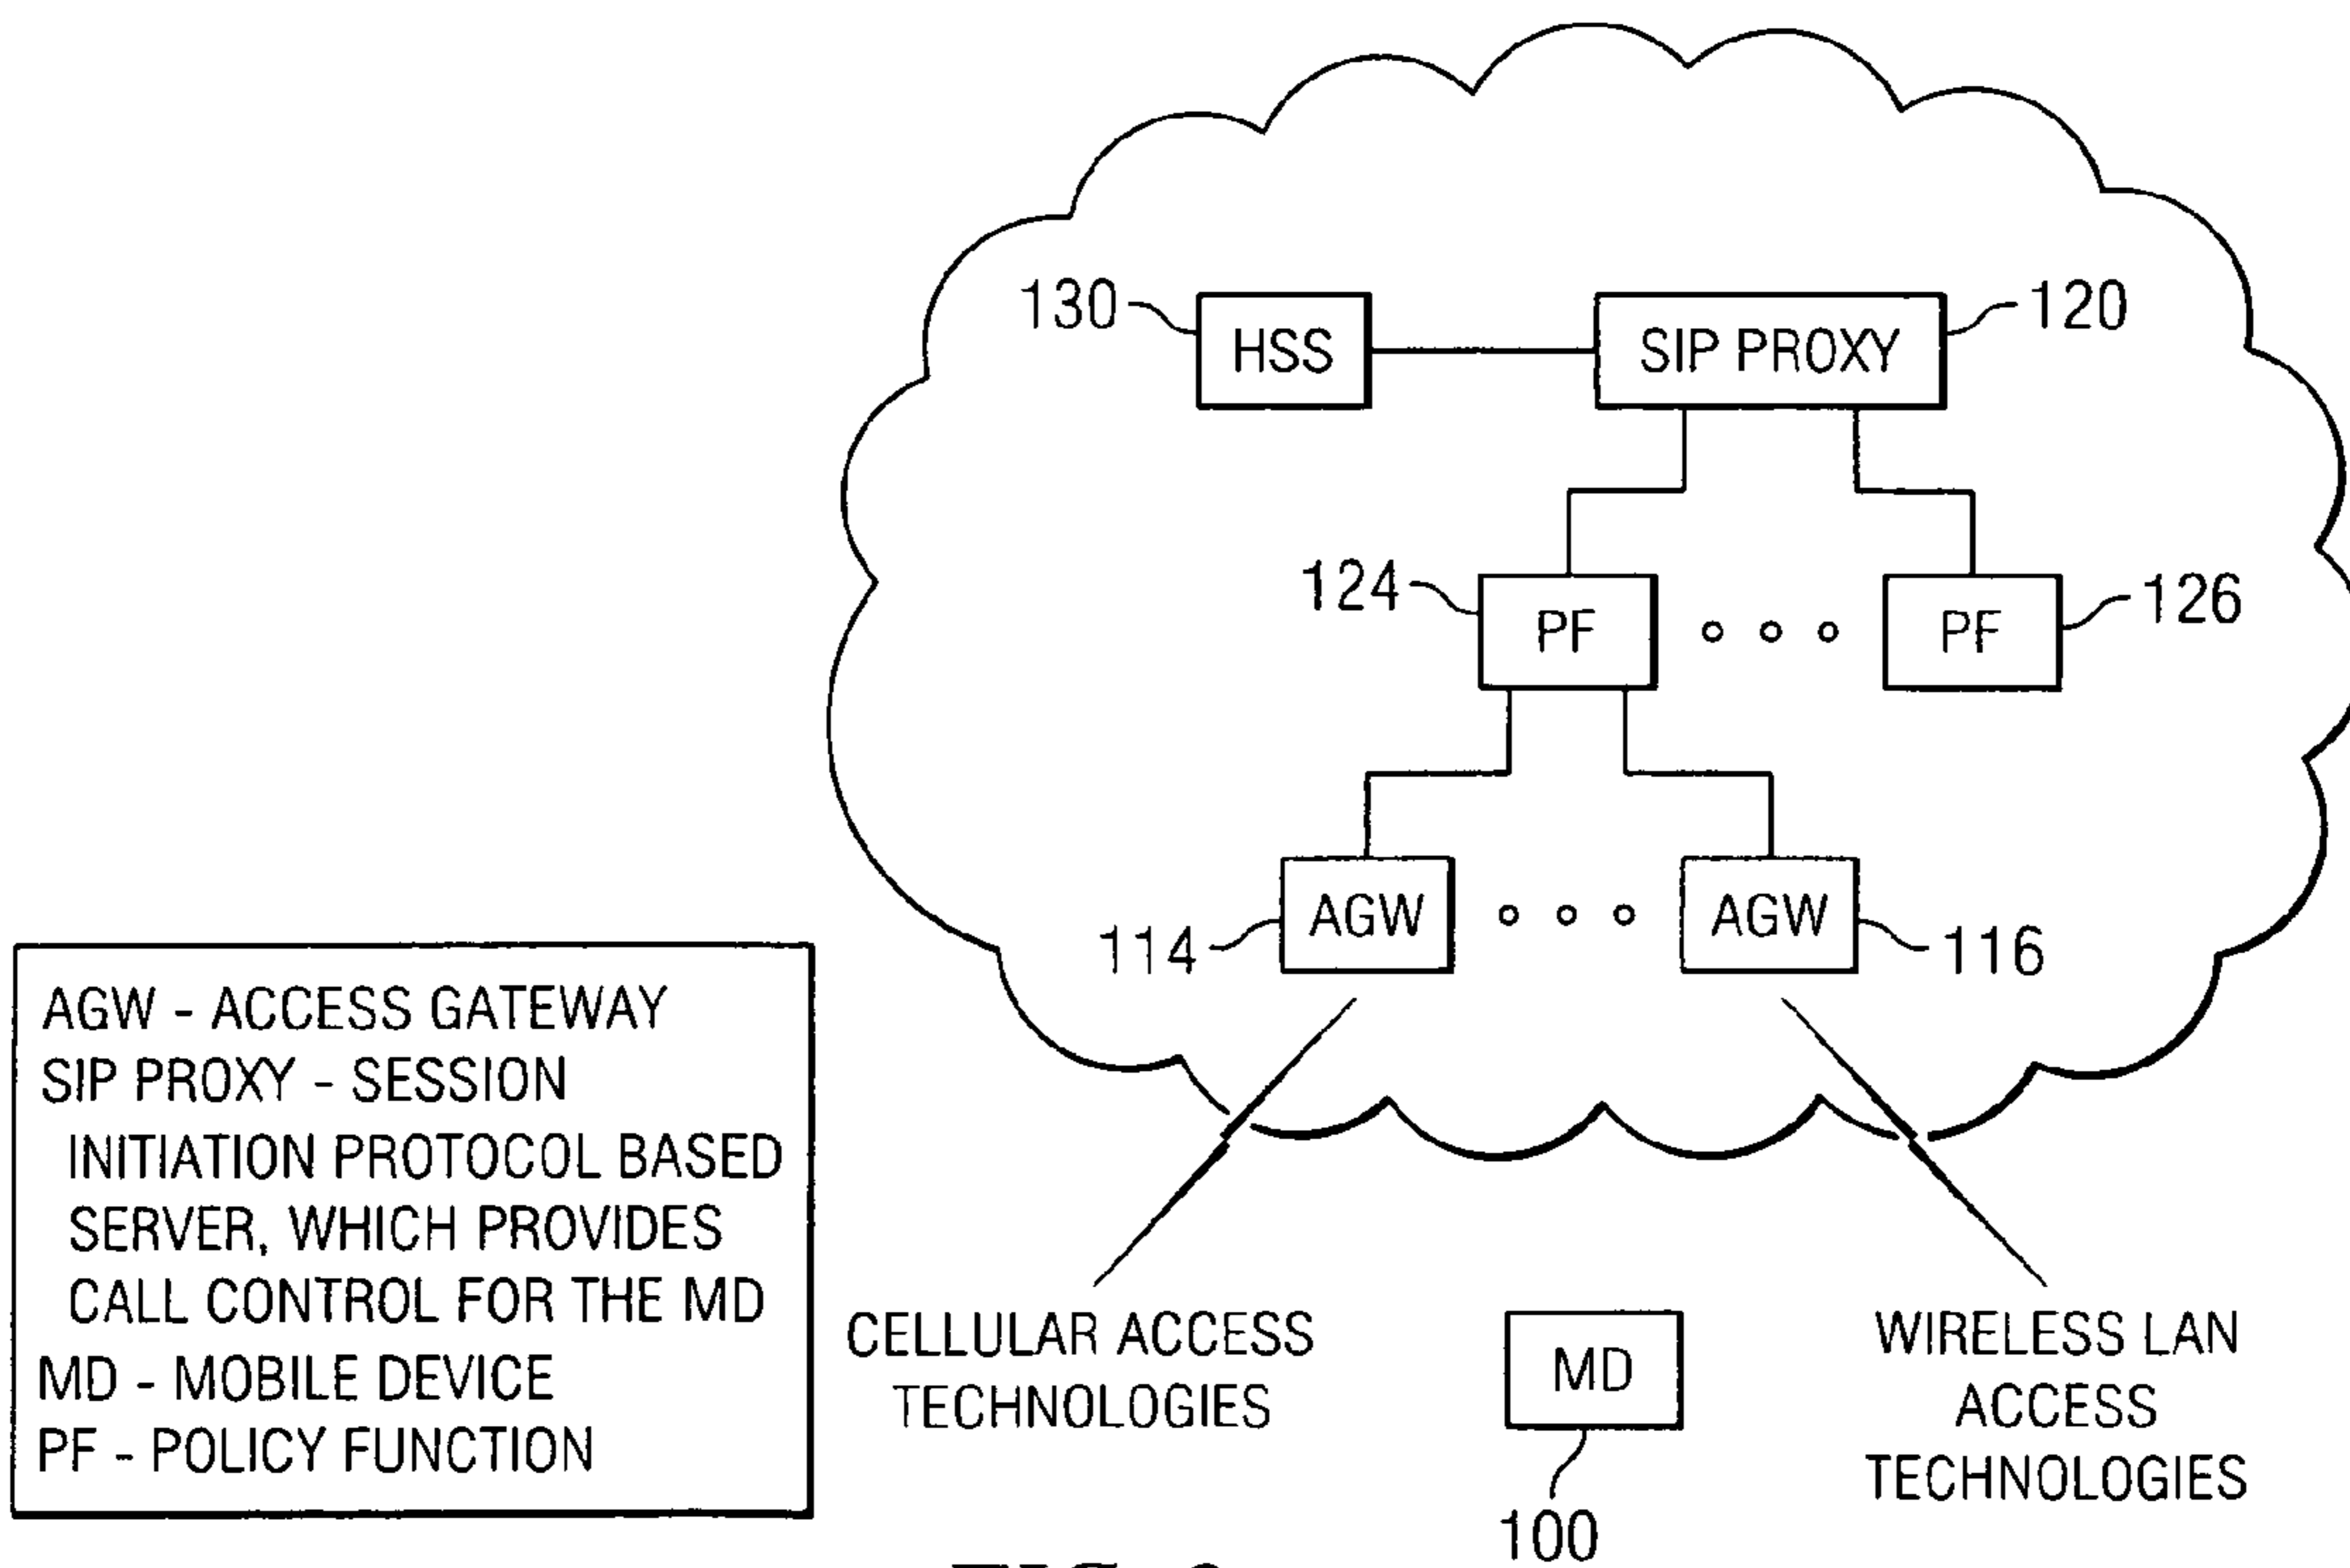 130
HSS
SIP PROXY
120
124
PF
PF
126
114
AGW
AGW
116
AGW - ACCESS GATEWAY
SIP PROXY - SESSION
INITIATION PROTOCOL BASED
SERVER, WHICH PROVIDES
CALL CONTROL FOR THE MD
MD - MOBILE DEVICE
PF - POLICY FUNCTION
CELLULAR ACCESS
TECHNOLOGIES
MD
100
WIRELESS LAN
ACCESS
TECHNOLOGIES